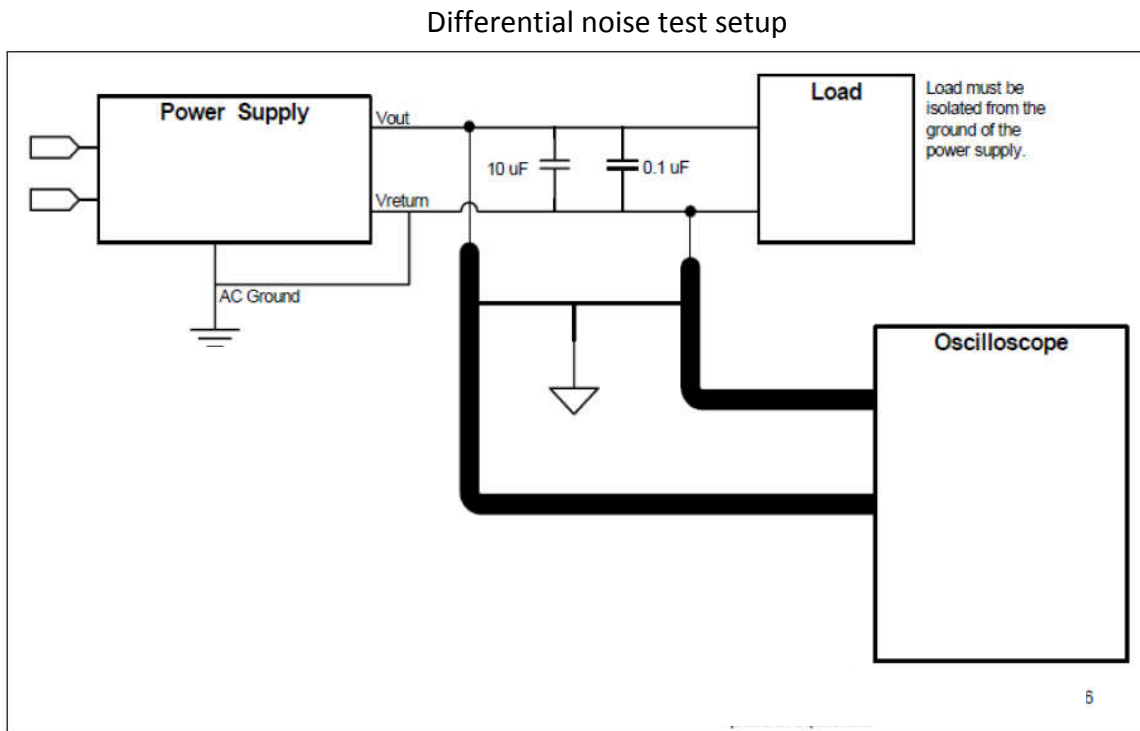 Differential noise test setup
Power Supply
Vout
Vreturn
AC Ground
10 uF
0.1 uF
Load
Load must be
isolated from the
ground of the
power supply.
Oscilloscope
6